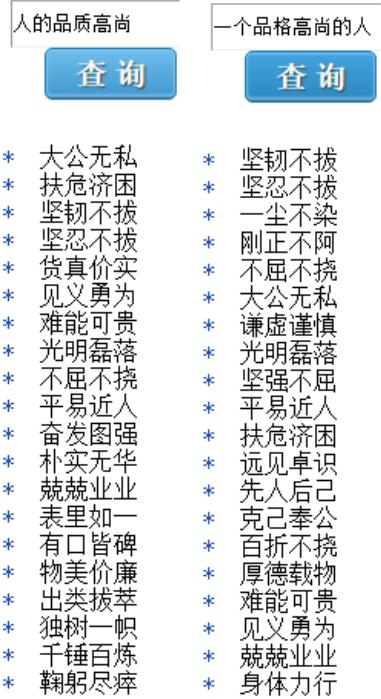 人的品质高尚
查询
* 大公无私
* 扶危济困
* 坚韧不拔
* 坚忍不拔
* 货真价实
* 见义勇为
* 难能可贵
* 光明磊落
* 不屈不挠
* 平易近人
* 奋发图强
* 朴实无华
* 兢兢业业
* 表里如一
* 有口皆碑
* 物美价廉
* 出类拔萃
* 独树一帜
* 千锤百炼
* 鞠躬尽瘁
一个品格高尚的人
查询
* 坚韧不拔
* 坚忍不拔
* 一尘不染
* 刚正不阿
* 不屈不挠
* 大公无私
* 谦虚谨慎
* 光明磊落
* 坚强不屈
* 平易近人
* 扶危济困
* 远见卓识
* 先人后己
* 克己奉公
* 百折不挠
* 厚德载物
* 难能可贵
* 见义勇为
* 兢兢业业
* 身体力行